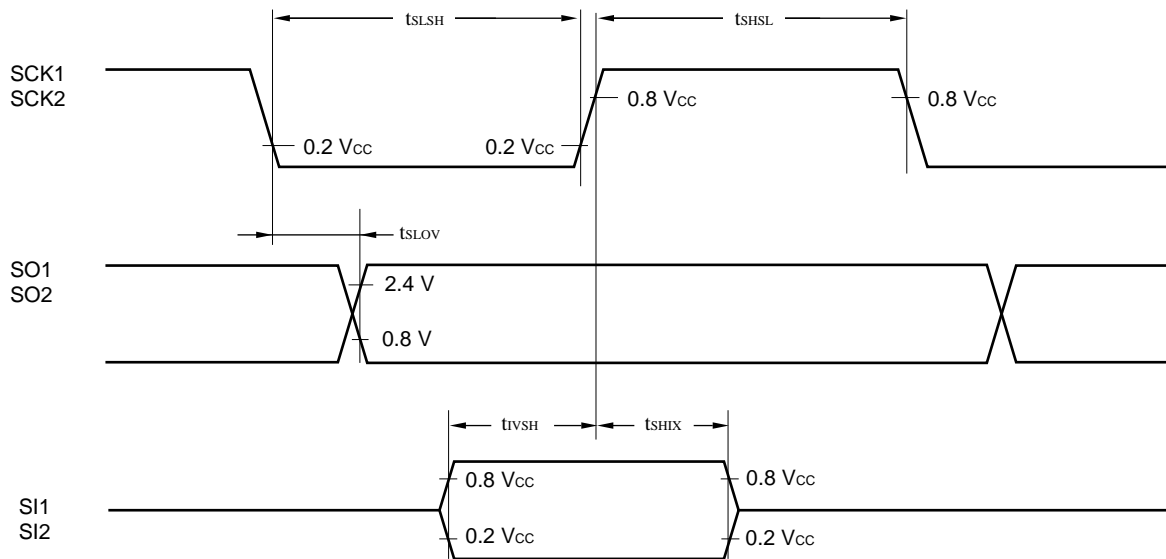 tSLSH
tSHSL
SCK1
SCK2
0.8 VCC
0.8 VCC
0.2 VCC
0.2 VCC
tSLOV
SO1
SO2
2.4 V
0.8 V
tIVSH
tSHIX
0.8 VCC
0.8 VCC
SI1
SI2
0.2 VCC
0.2 VCC